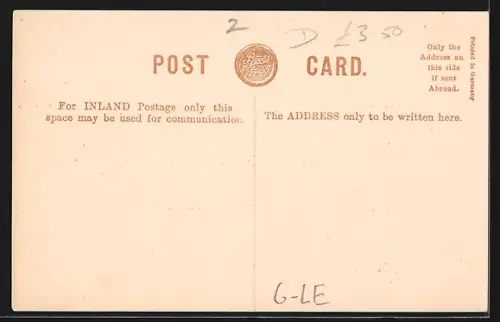 2
D £3-50
POST CARD.
Only the
Address on
this side
if sent
Abroad.
Printed in Germany
For INLAND Postage only this
space may be used for communication.
The ADDRESS only to be written here.
G-LE